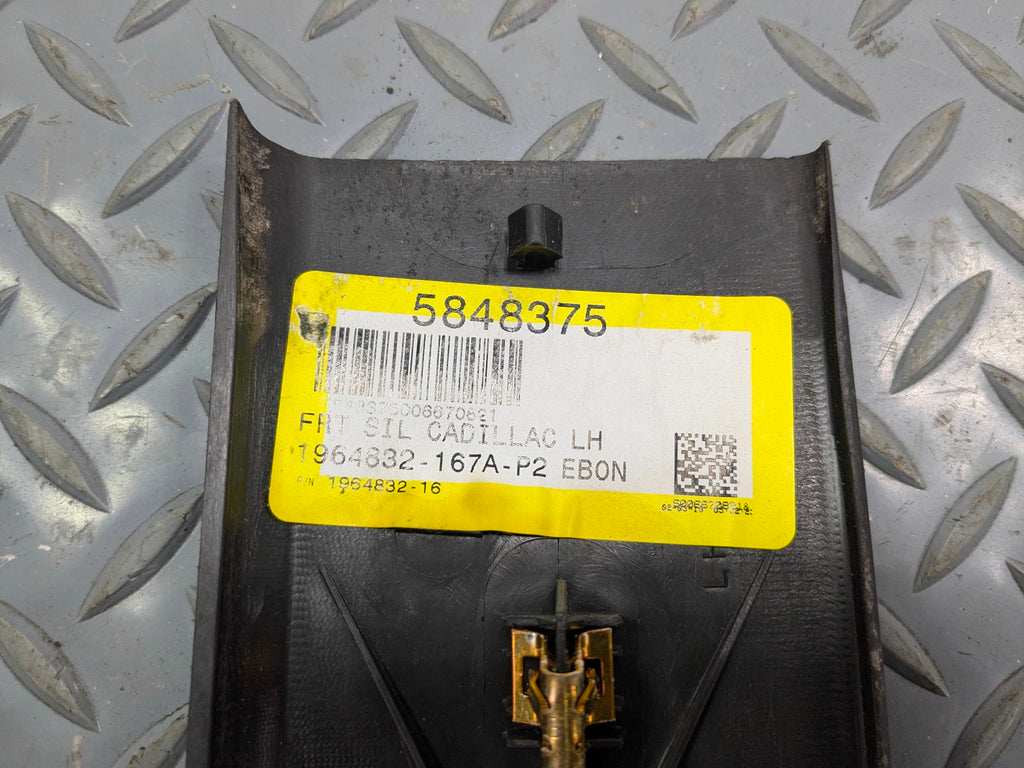 5848375
FRT SIL CADILLAC LH
1964832-167A-P2 EBON
P/N 1964832-16